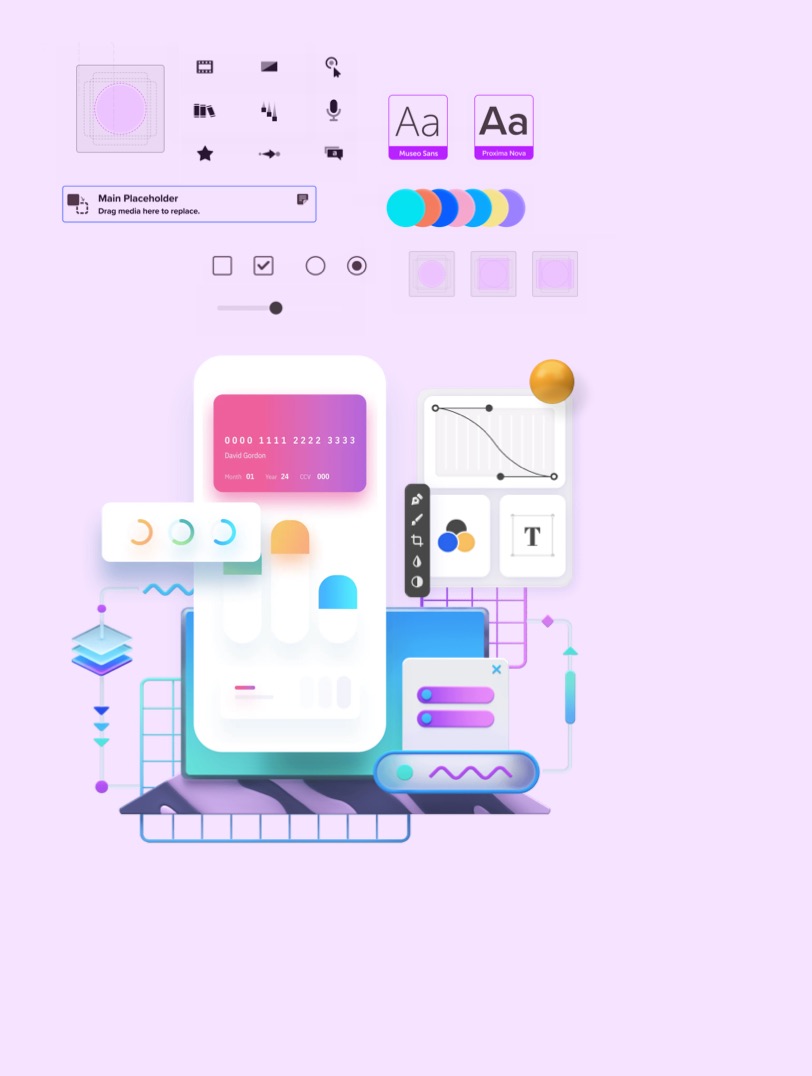 Aa
Museo Sans
Aa
Proxima Nova
Main Placeholder
Drag media here to replace.
0000 1111 2222 3333
David Gordon
Month 01 Year 24 CCV 000
T